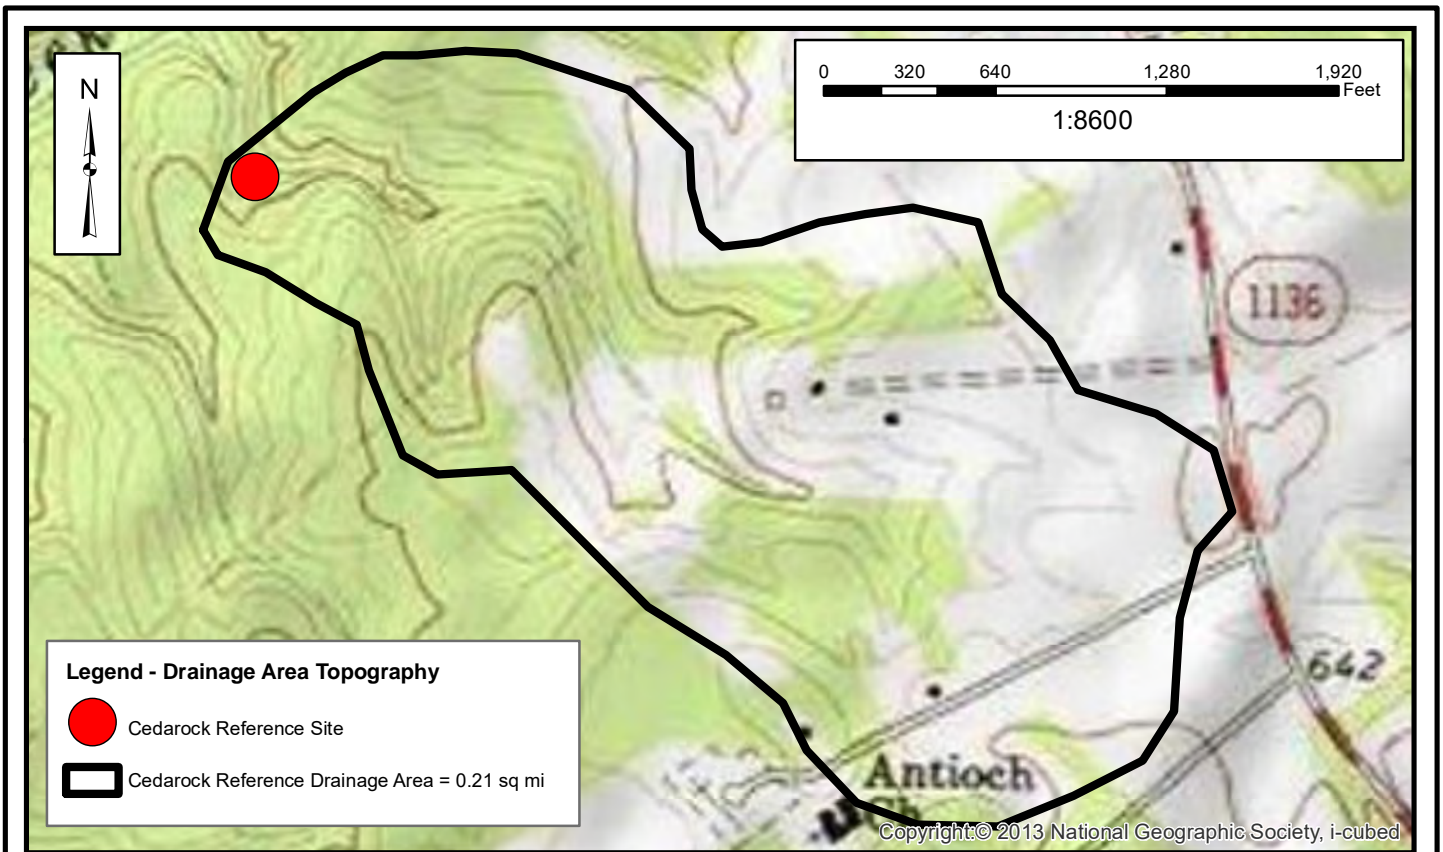 N
0 320 640 1,280 1,920
Feet
1:8600
1136
642
Legend - Drainage Area Topography
Cedarock Reference Site
Cedarock Reference Drainage Area = 0.21 sq mi
Antioch
Ch
Copyright:© 2013 National Geographic Society, i-cubed